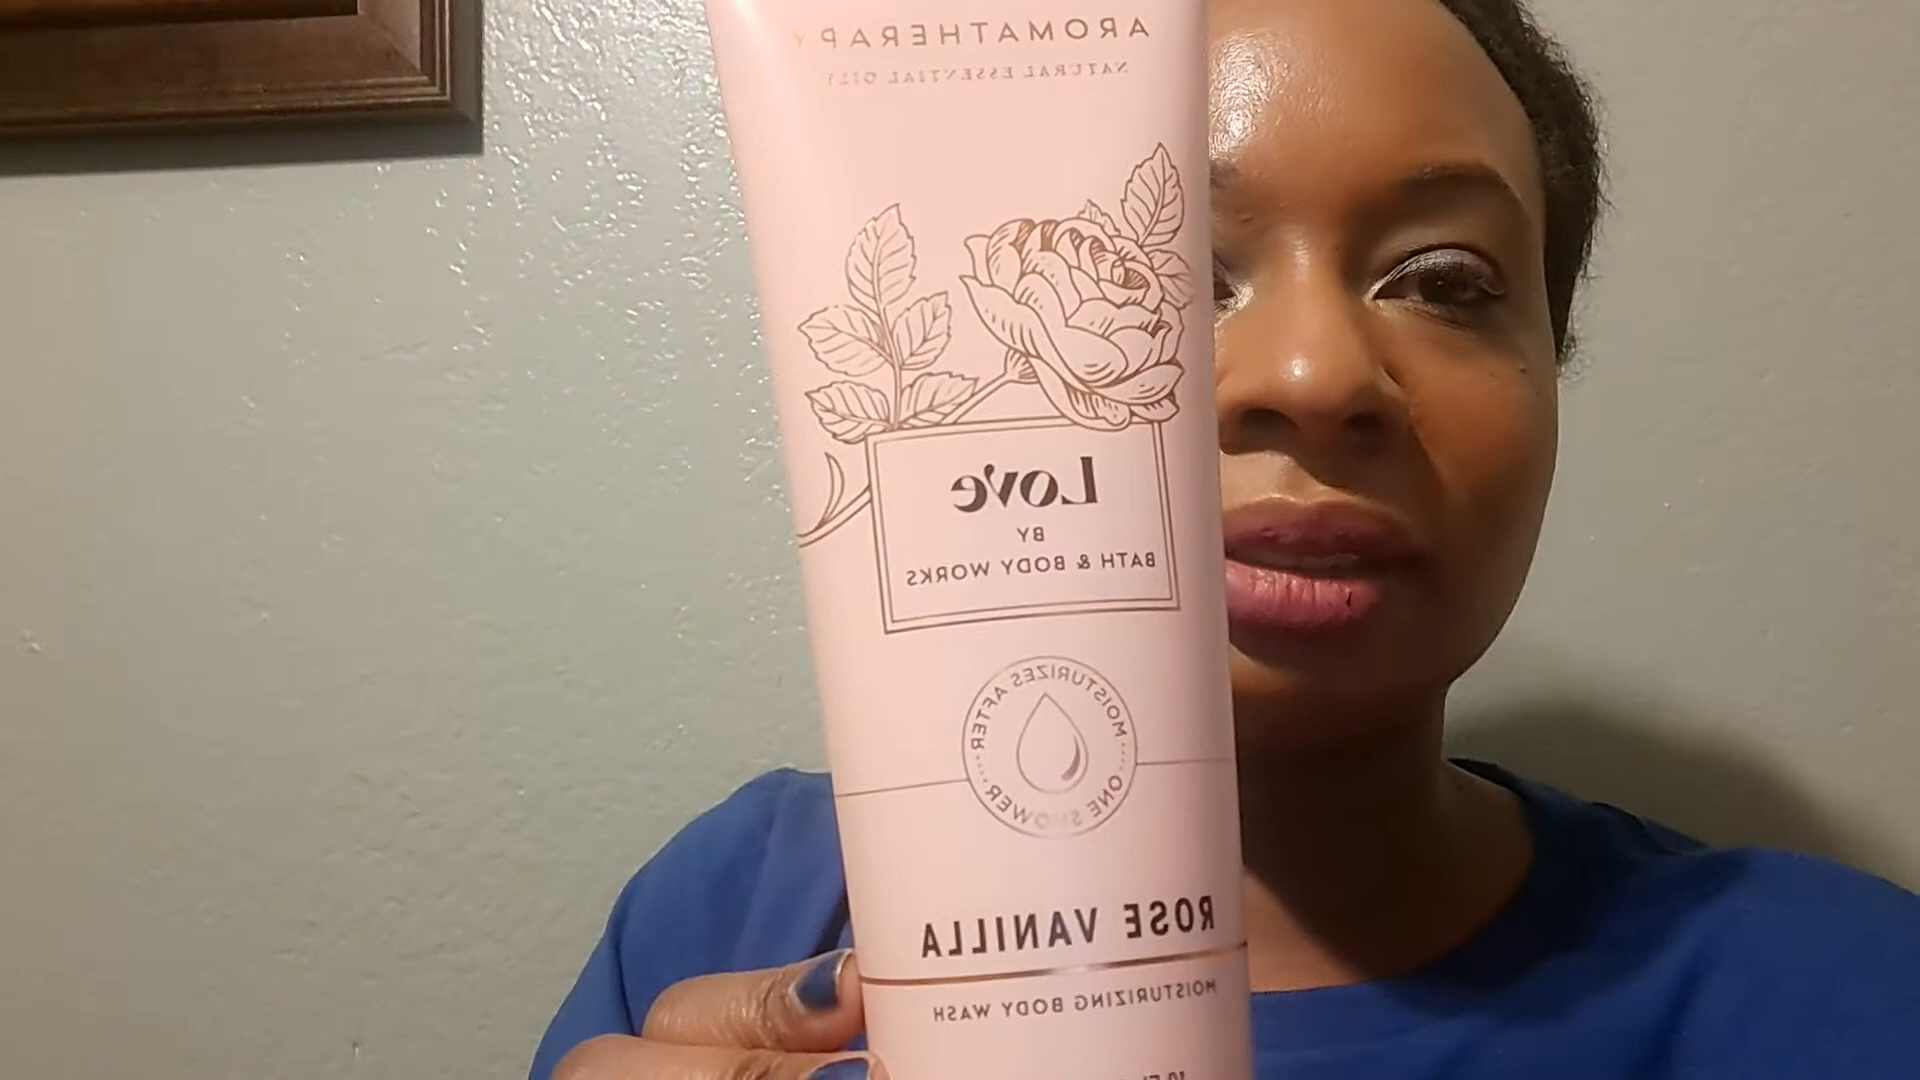 AROMATHERAPY
NATURAL ESSENTIAL OILS
Love
BY
BATH & BODY WORKS
MOISTURIZES AFTER
ONE SHOWER
ROSE VANILLA
MOISTURIZING BODY WASH